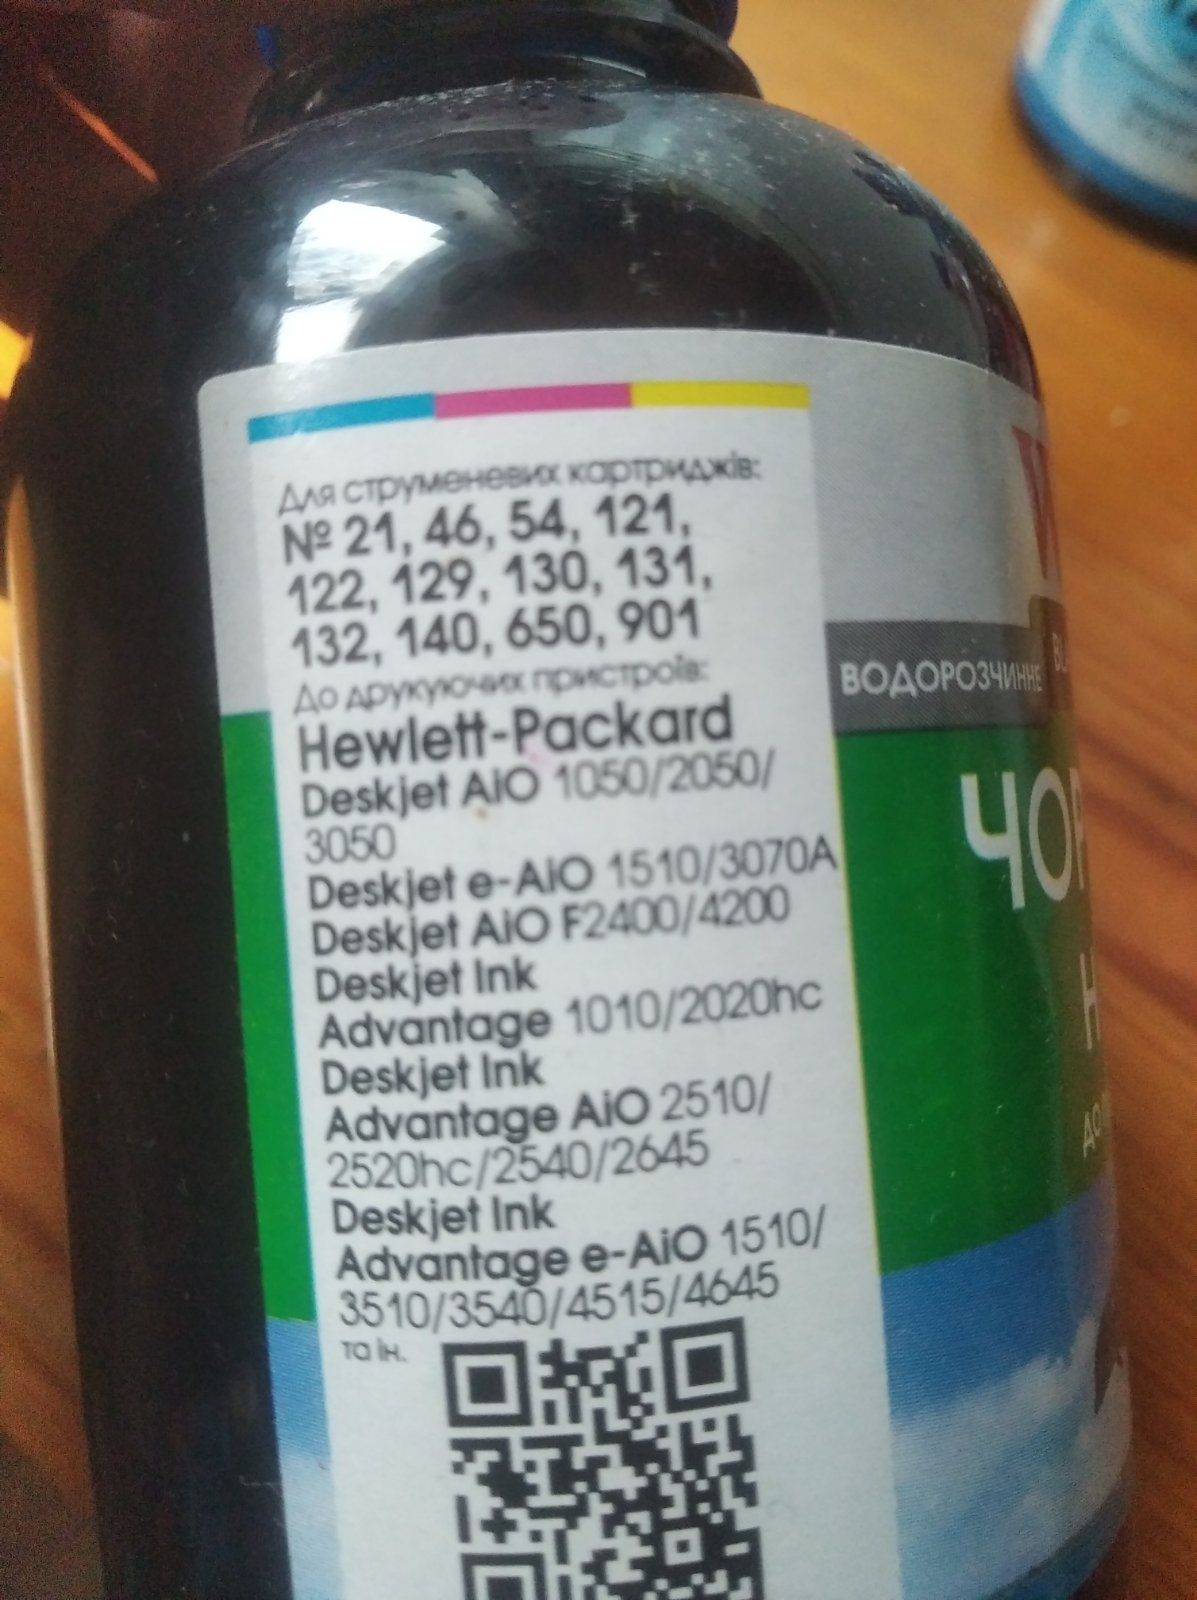 Для струменевих картриджів:
№ 21, 46, 54, 121,
122, 129, 130, 131,
132, 140, 650, 901
До друкуючих пристроїв:
Hewlett-Packard
Deskjet AiO 1050/2050/
3050
Deskjet e-AiO 1510/3070A
Deskjet AiO F2400/4200
Deskjet Ink
Advantage 1010/2020hc
Deskjet Ink
Advantage AiO 2510/
2520hc/2540/2645
Deskjet Ink
Advantage e-AiO 1510/
3510/3540/4515/4645
та ін.
ВОДОРОЗЧИННЕ